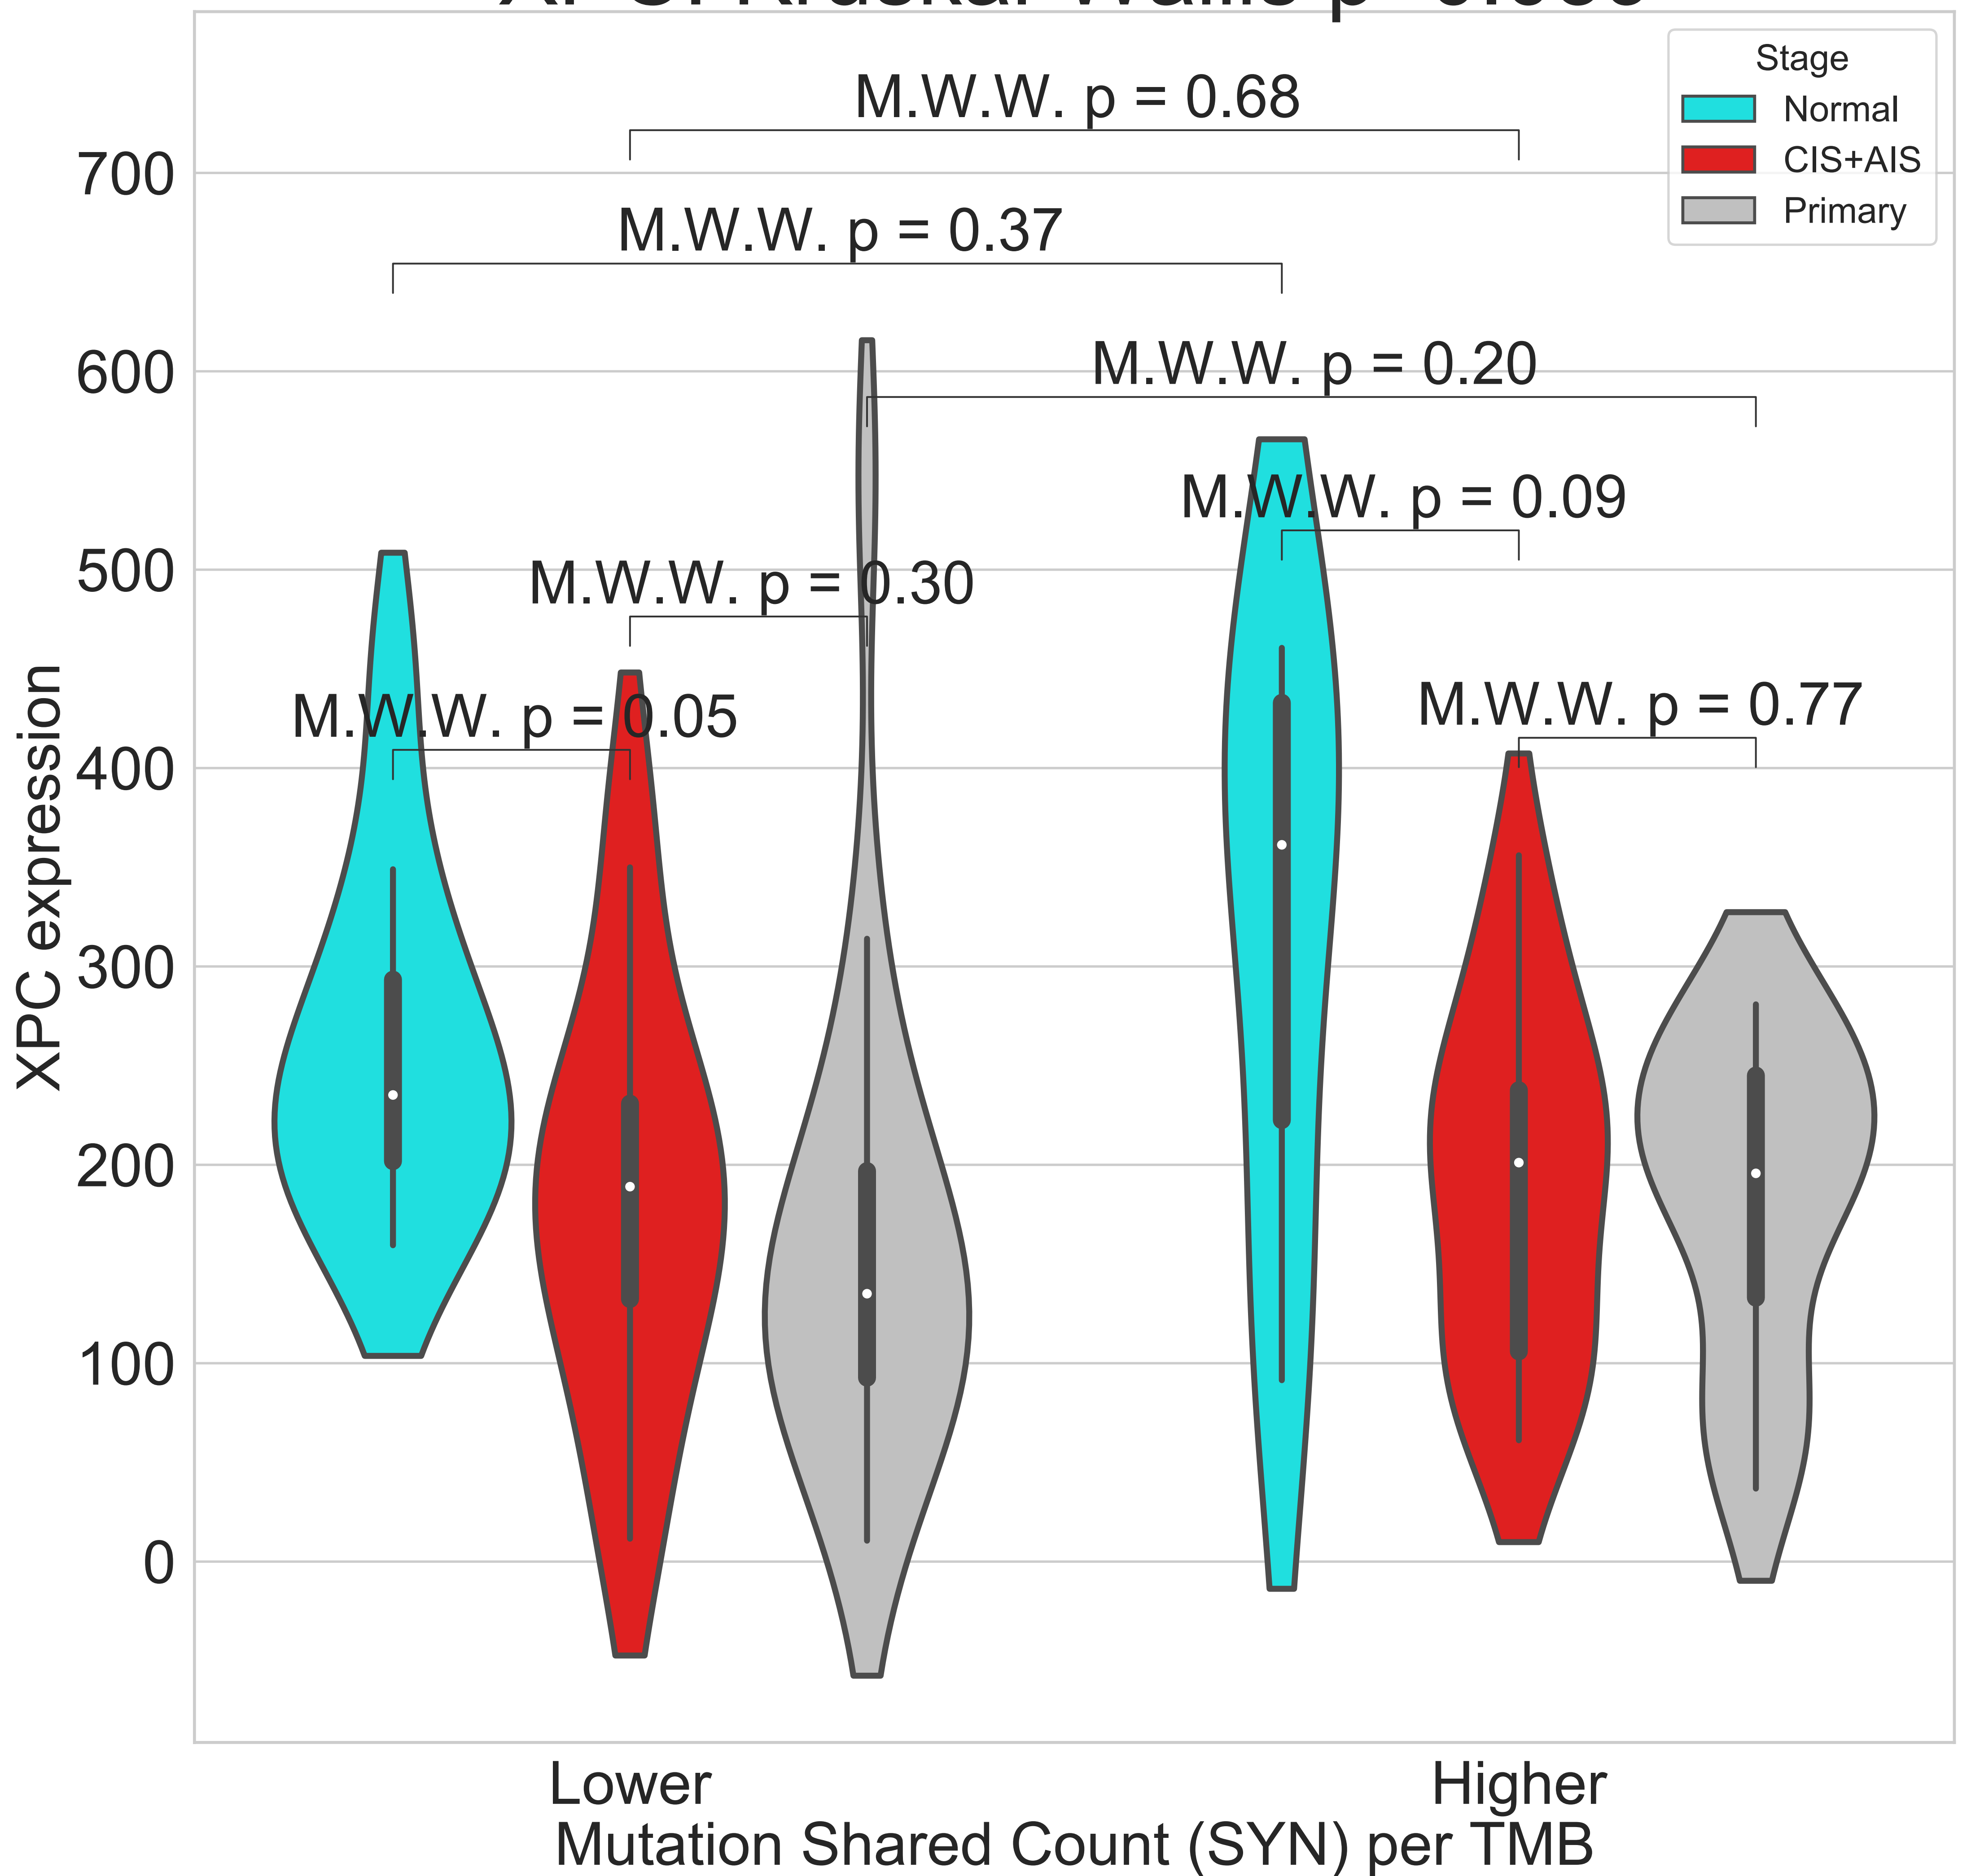 Stage
Normal
CIS+AIS
Primary
M.W.W. p = 0.68
M.W.W. p = 0.37
M.W.W. p = 0.20
M.W.W. p = 0.09
M.W.W. p = 0.30
M.W.W. p = 0.05
M.W.W. p = 0.77
700
600
500
400
300
200
100
0
XPC expression
Lower
Higher
Mutation Shared Count (SYN) per TMB